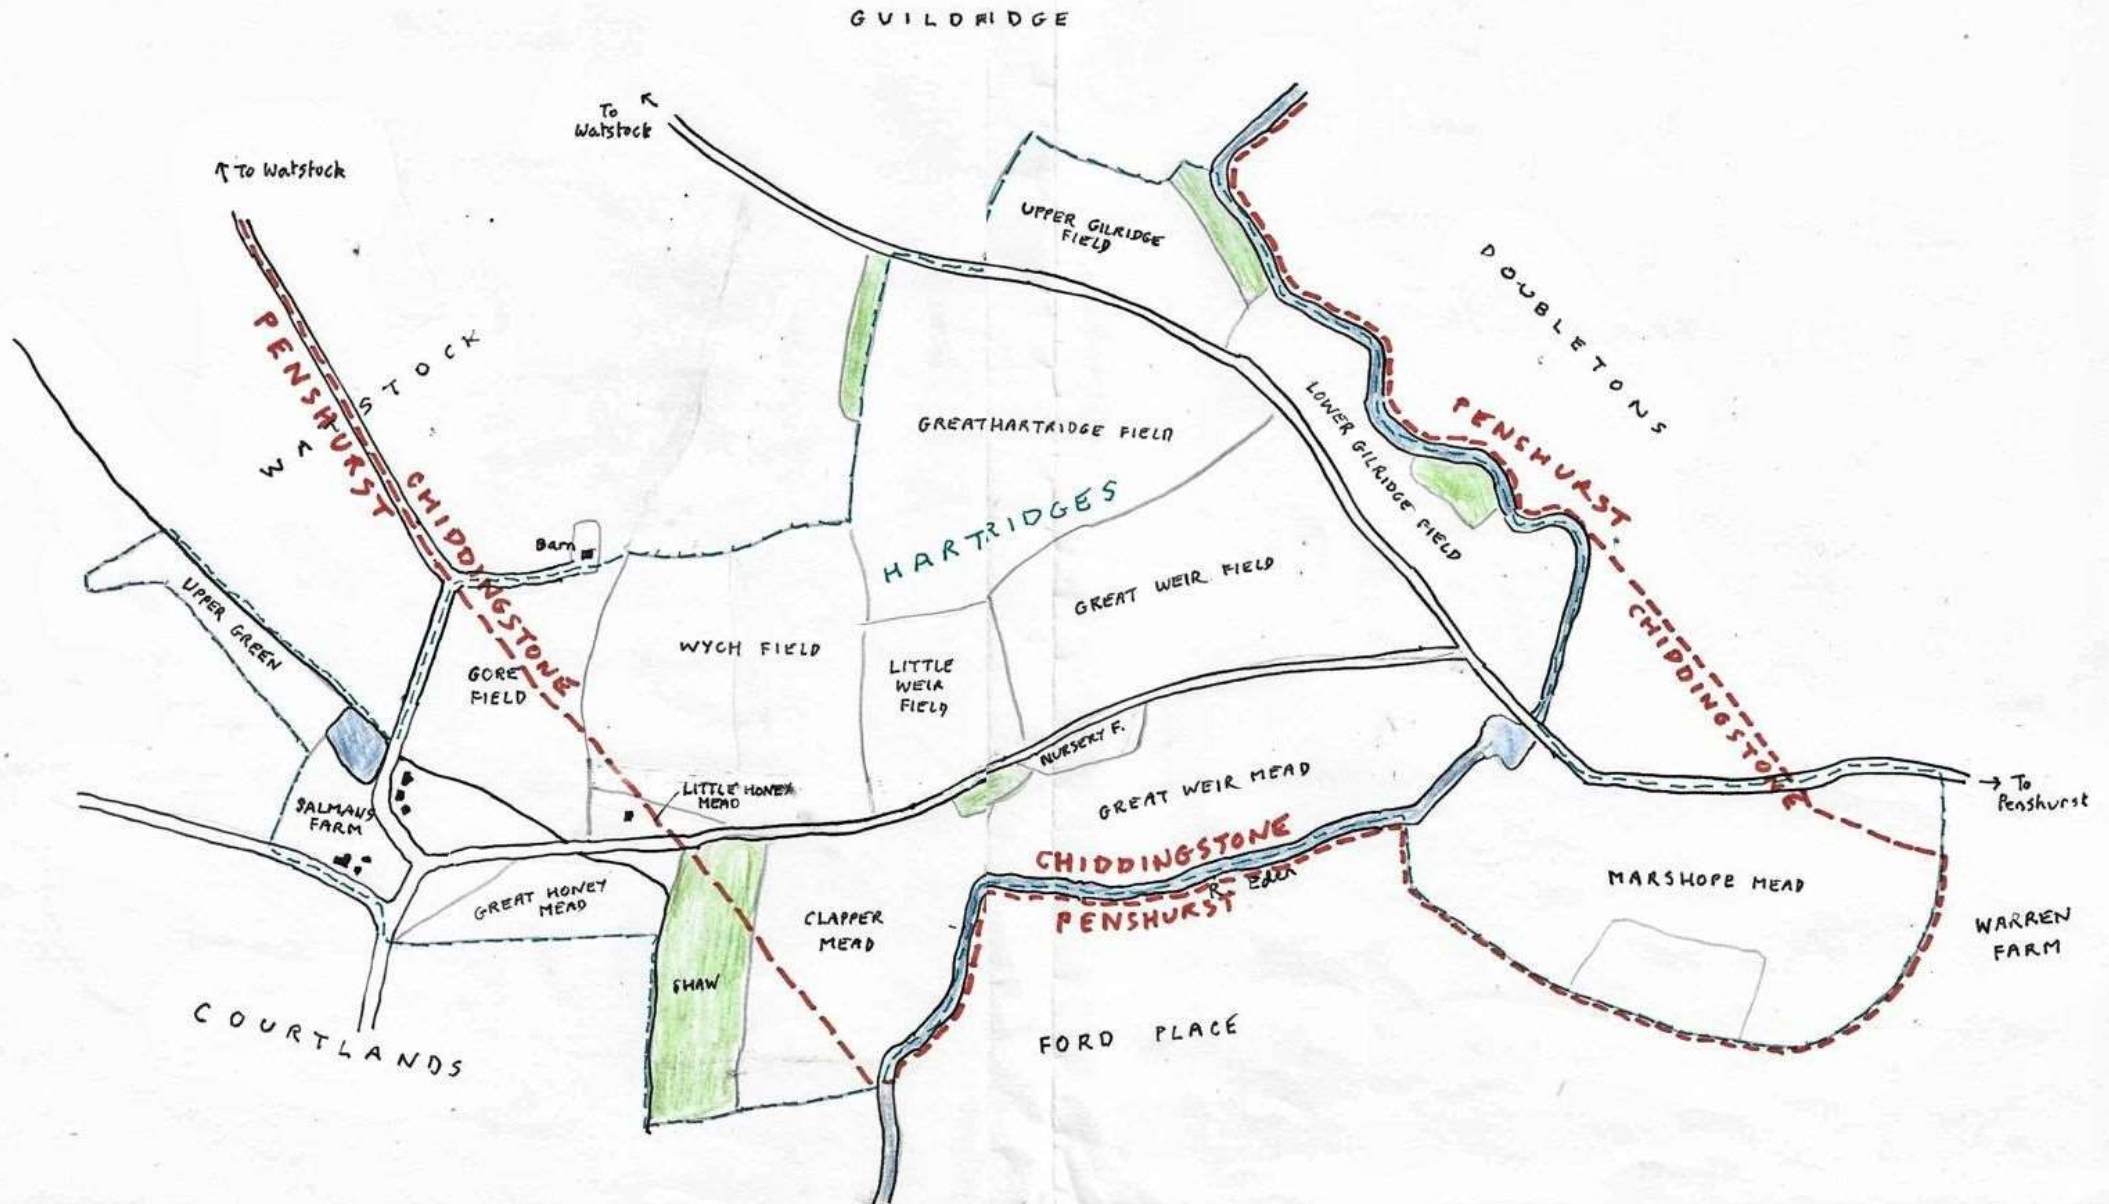 GUILDRIDGE
To
Watstock
↑ To Watstock
UPPER GILRIDGE
FIELD
DOUBLETONS
WATSTOCK
PENSHURST
CHIDDINGSTONE
GREATHARTRIDGE FIELD
LOWER GILRIDGE FIELD
PENSHURST
CHIDDINGSTONE
HARTRIDGES
Barn
UPPER GREEN
GREAT WEIR FIELD
WYCH FIELD
GORE
FIELD
LITTLE
WEIR
FIELD
NURSERY F.
GREAT WEIR MEAD
LITTLE HONEY
MEAD
SALMANS
FARM
→ To
Penshurst
CHIDDINGSTONE
R. Eden
PENSHURST
MARSHOPE MEAD
GREAT HONEY
MEAD
CLAPPER
MEAD
WARREN
FARM
SHAW
COURTLANDS
FORD PLACE